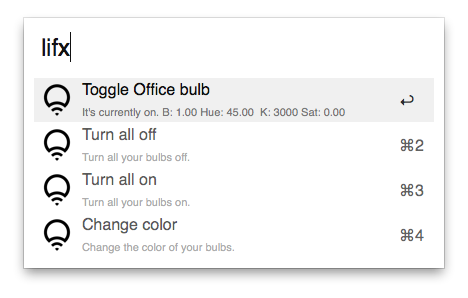 lifx
Toggle Office bulb
It's currently on. B: 1.00 Hue: 45.00  K: 3000 Sat: 0.00
↩
Turn all off
Turn all your bulbs off.
⌘2
Turn all on
Turn all your bulbs on.
⌘3
Change color
Change the color of your bulbs.
⌘4